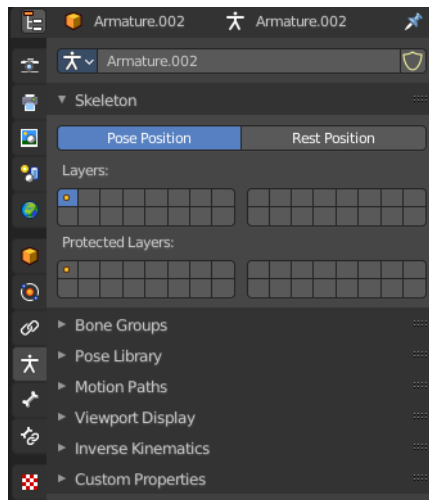 Armature.002 Armature.002
Armature.002
Skeleton
Pose Position Rest Position
Layers:
Protected Layers:
Bone Groups
Pose Library
Motion Paths
Viewport Display
Inverse Kinematics
Custom Properties